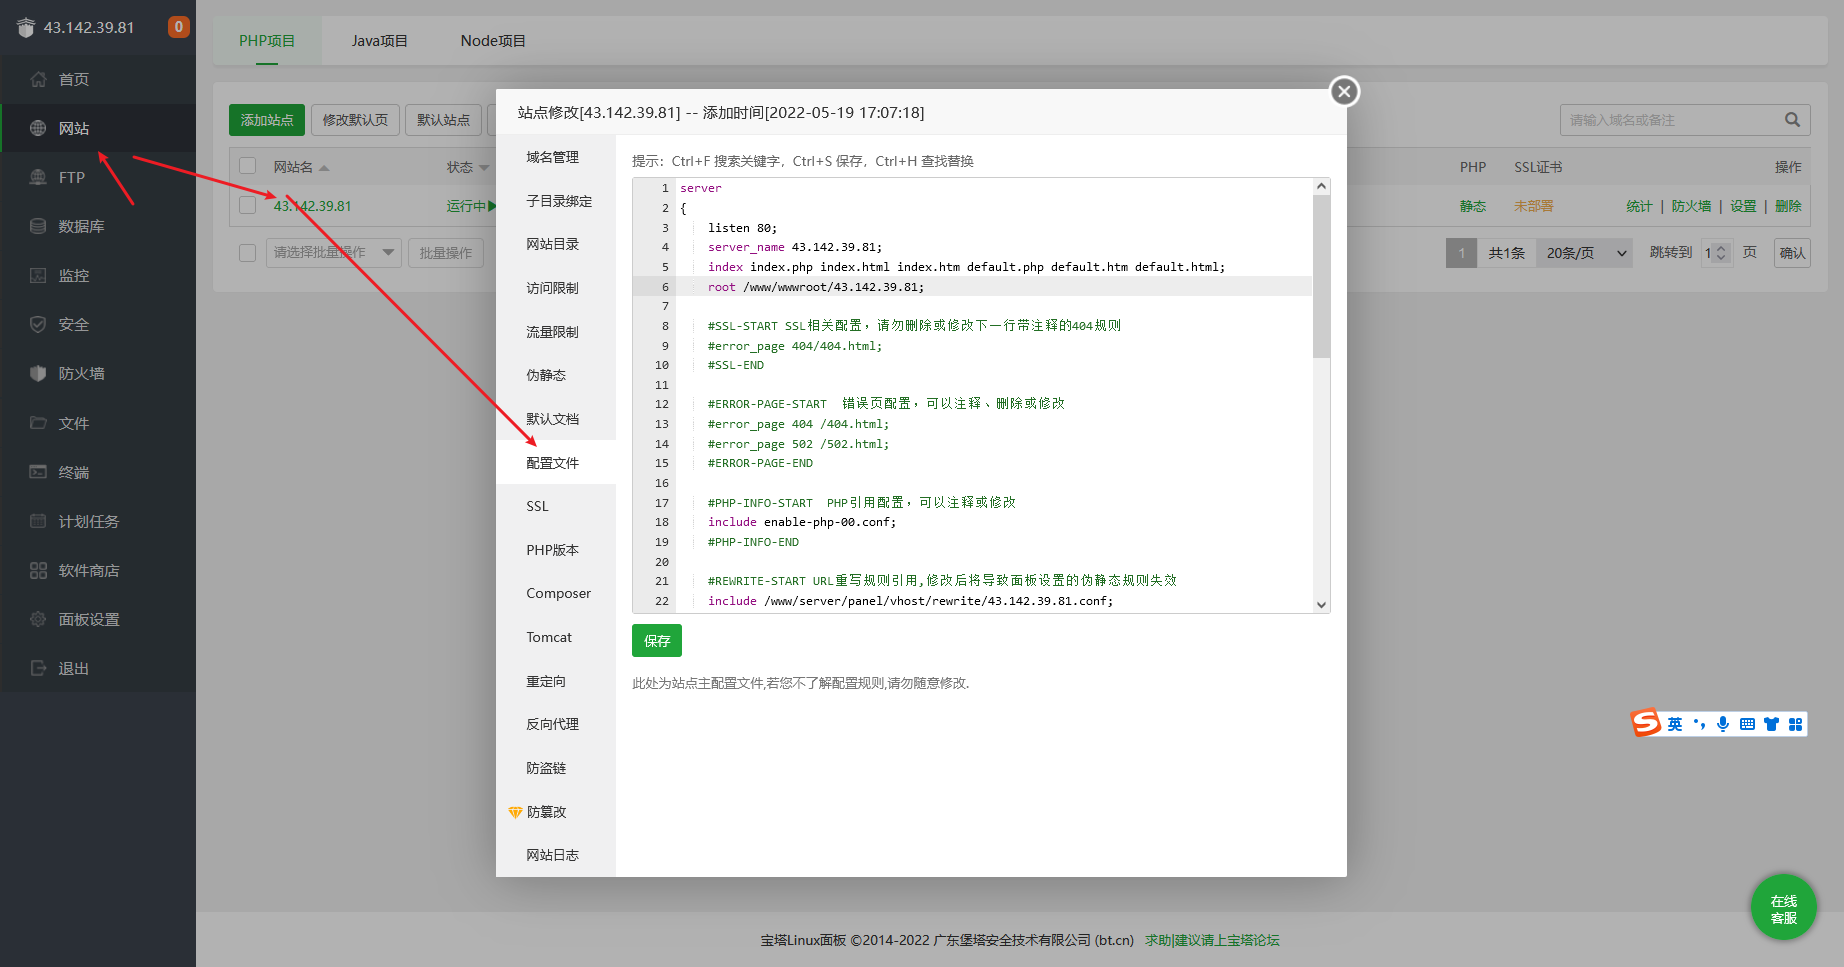 43.142.39.81
0
首页
网站
FTP
数据库
监控
安全
防火墙
文件
终端
计划任务
软件商店
面板设置
退出
PHP项目
Java项目
Node项目
添加站点
修改默认页
默认站点
请输入域名或备注
网站名
状态
PHP
SSL证书
操作
43.142.39.81
运行中
静态
未部署
统计 | 防火墙 | 设置 | 删除
请选择批量操作
批量操作
1
共1条
20条/页
跳转到
1
页
确认
站点修改[43.142.39.81] -- 添加时间[2022-05-19 17:07:18]
域名管理
子目录绑定
网站目录
访问限制
流量限制
伪静态
默认文档
配置文件
SSL
PHP版本
Composer
Tomcat
重定向
反向代理
防盗链
防篡改
网站日志
提示：Ctrl+F 搜索关键字，Ctrl+S 保存，Ctrl+H 查找替换
1 server
2 {
3 listen 80;
4 server_name 43.142.39.81;
5 index index.php index.html index.htm default.php default.htm default.html;
6 root /www/wwwroot/43.142.39.81;
7
8 #SSL-START SSL相关配置，请勿删除或修改下一行带注释的404规则
9 #error_page 404/404.html;
10 #SSL-END
11
12 #ERROR-PAGE-START 错误页配置，可以注释、删除或修改
13 #error_page 404 /404.html;
14 #error_page 502 /502.html;
15 #ERROR-PAGE-END
16
17 #PHP-INFO-START PHP引用配置，可以注释或修改
18 include enable-php-00.conf;
19 #PHP-INFO-END
20
21 #REWRITE-START URL重写规则引用,修改后将导致面板设置的伪静态规则失效
22 include /www/server/panel/vhost/rewrite/43.142.39.81.conf;
保存
此处为站点主配置文件,若您不了解配置规则,请勿随意修改.
S 英
在线
客服
宝塔Linux面板 ©2014-2022 广东堡塔安全技术有限公司 (bt.cn) 求助|建议请上宝塔论坛